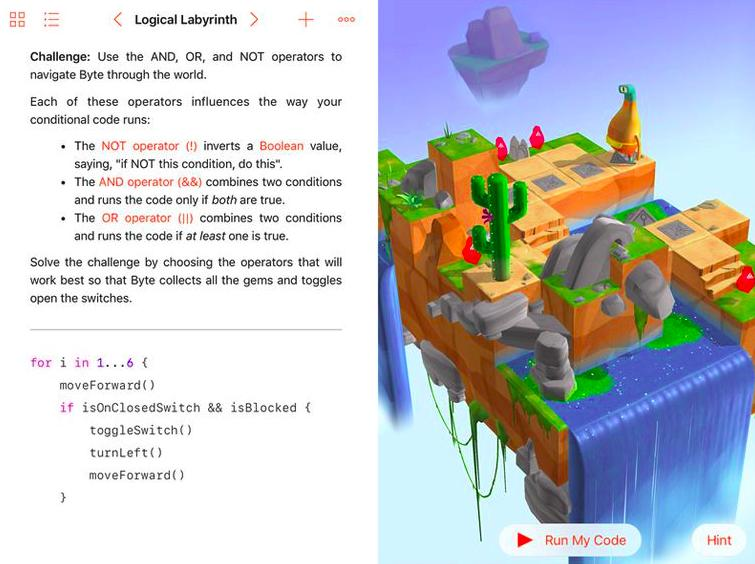 Logical Labyrinth
Challenge: Use the AND, OR, and NOT operators to
navigate Byte through the world.
Each of these operators influences the way your
conditional code runs:
• The NOT operator (!) inverts a Boolean value,
saying, "if NOT this condition, do this".
• The AND operator (&&) combines two conditions
and runs the code only if both are true.
• The OR operator (||) combines two conditions
and runs the code if at least one is true.
Solve the challenge by choosing the operators that will
work best so that Byte collects all the gems and toggles
open the switches.
for i in 1...6 {
    moveForward()
    if isOnClosedSwitch && isBlocked {
        toggleSwitch()
        turnLeft()
        moveForward()
    }
Run My Code
Hint